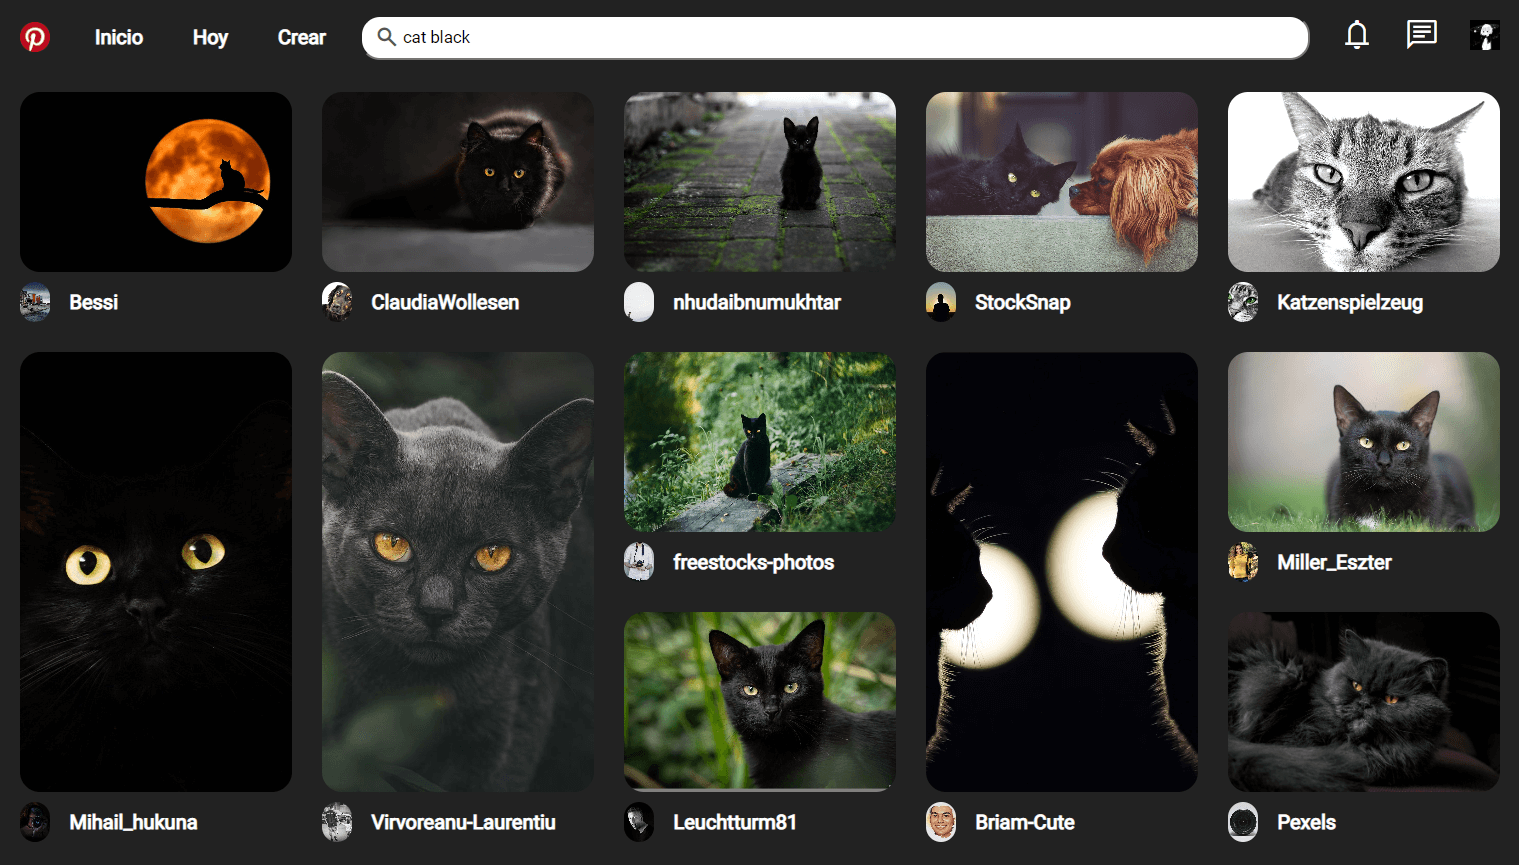 Inicio Hoy Crear cat black
Bessi ClaudiaWollesen nhudaibnumukhtar StockSnap Katzenspielzeug
freestocks-photos Miller_Eszter
Mihail_hukuna Virvoreanu-Laurentiu Leuchtturm81 Briam-Cute Pexels